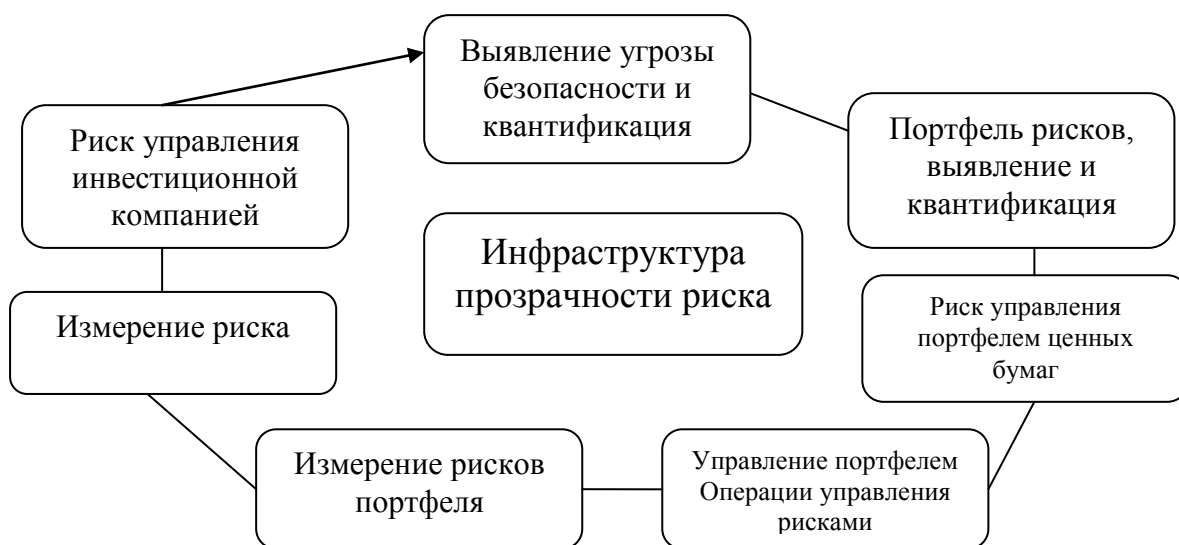 Выявление угрозы
безопасности и
квантификация
Портфель рисков,
выявление и
квантификация
Риск управления
инвестиционной
компанией
Инфраструктура
прозрачности риска
Риск управления
портфелем ценных
бумаг
Измерение риска
Измерение рисков
портфеля
Управление портфелем
Операции управления
рисками